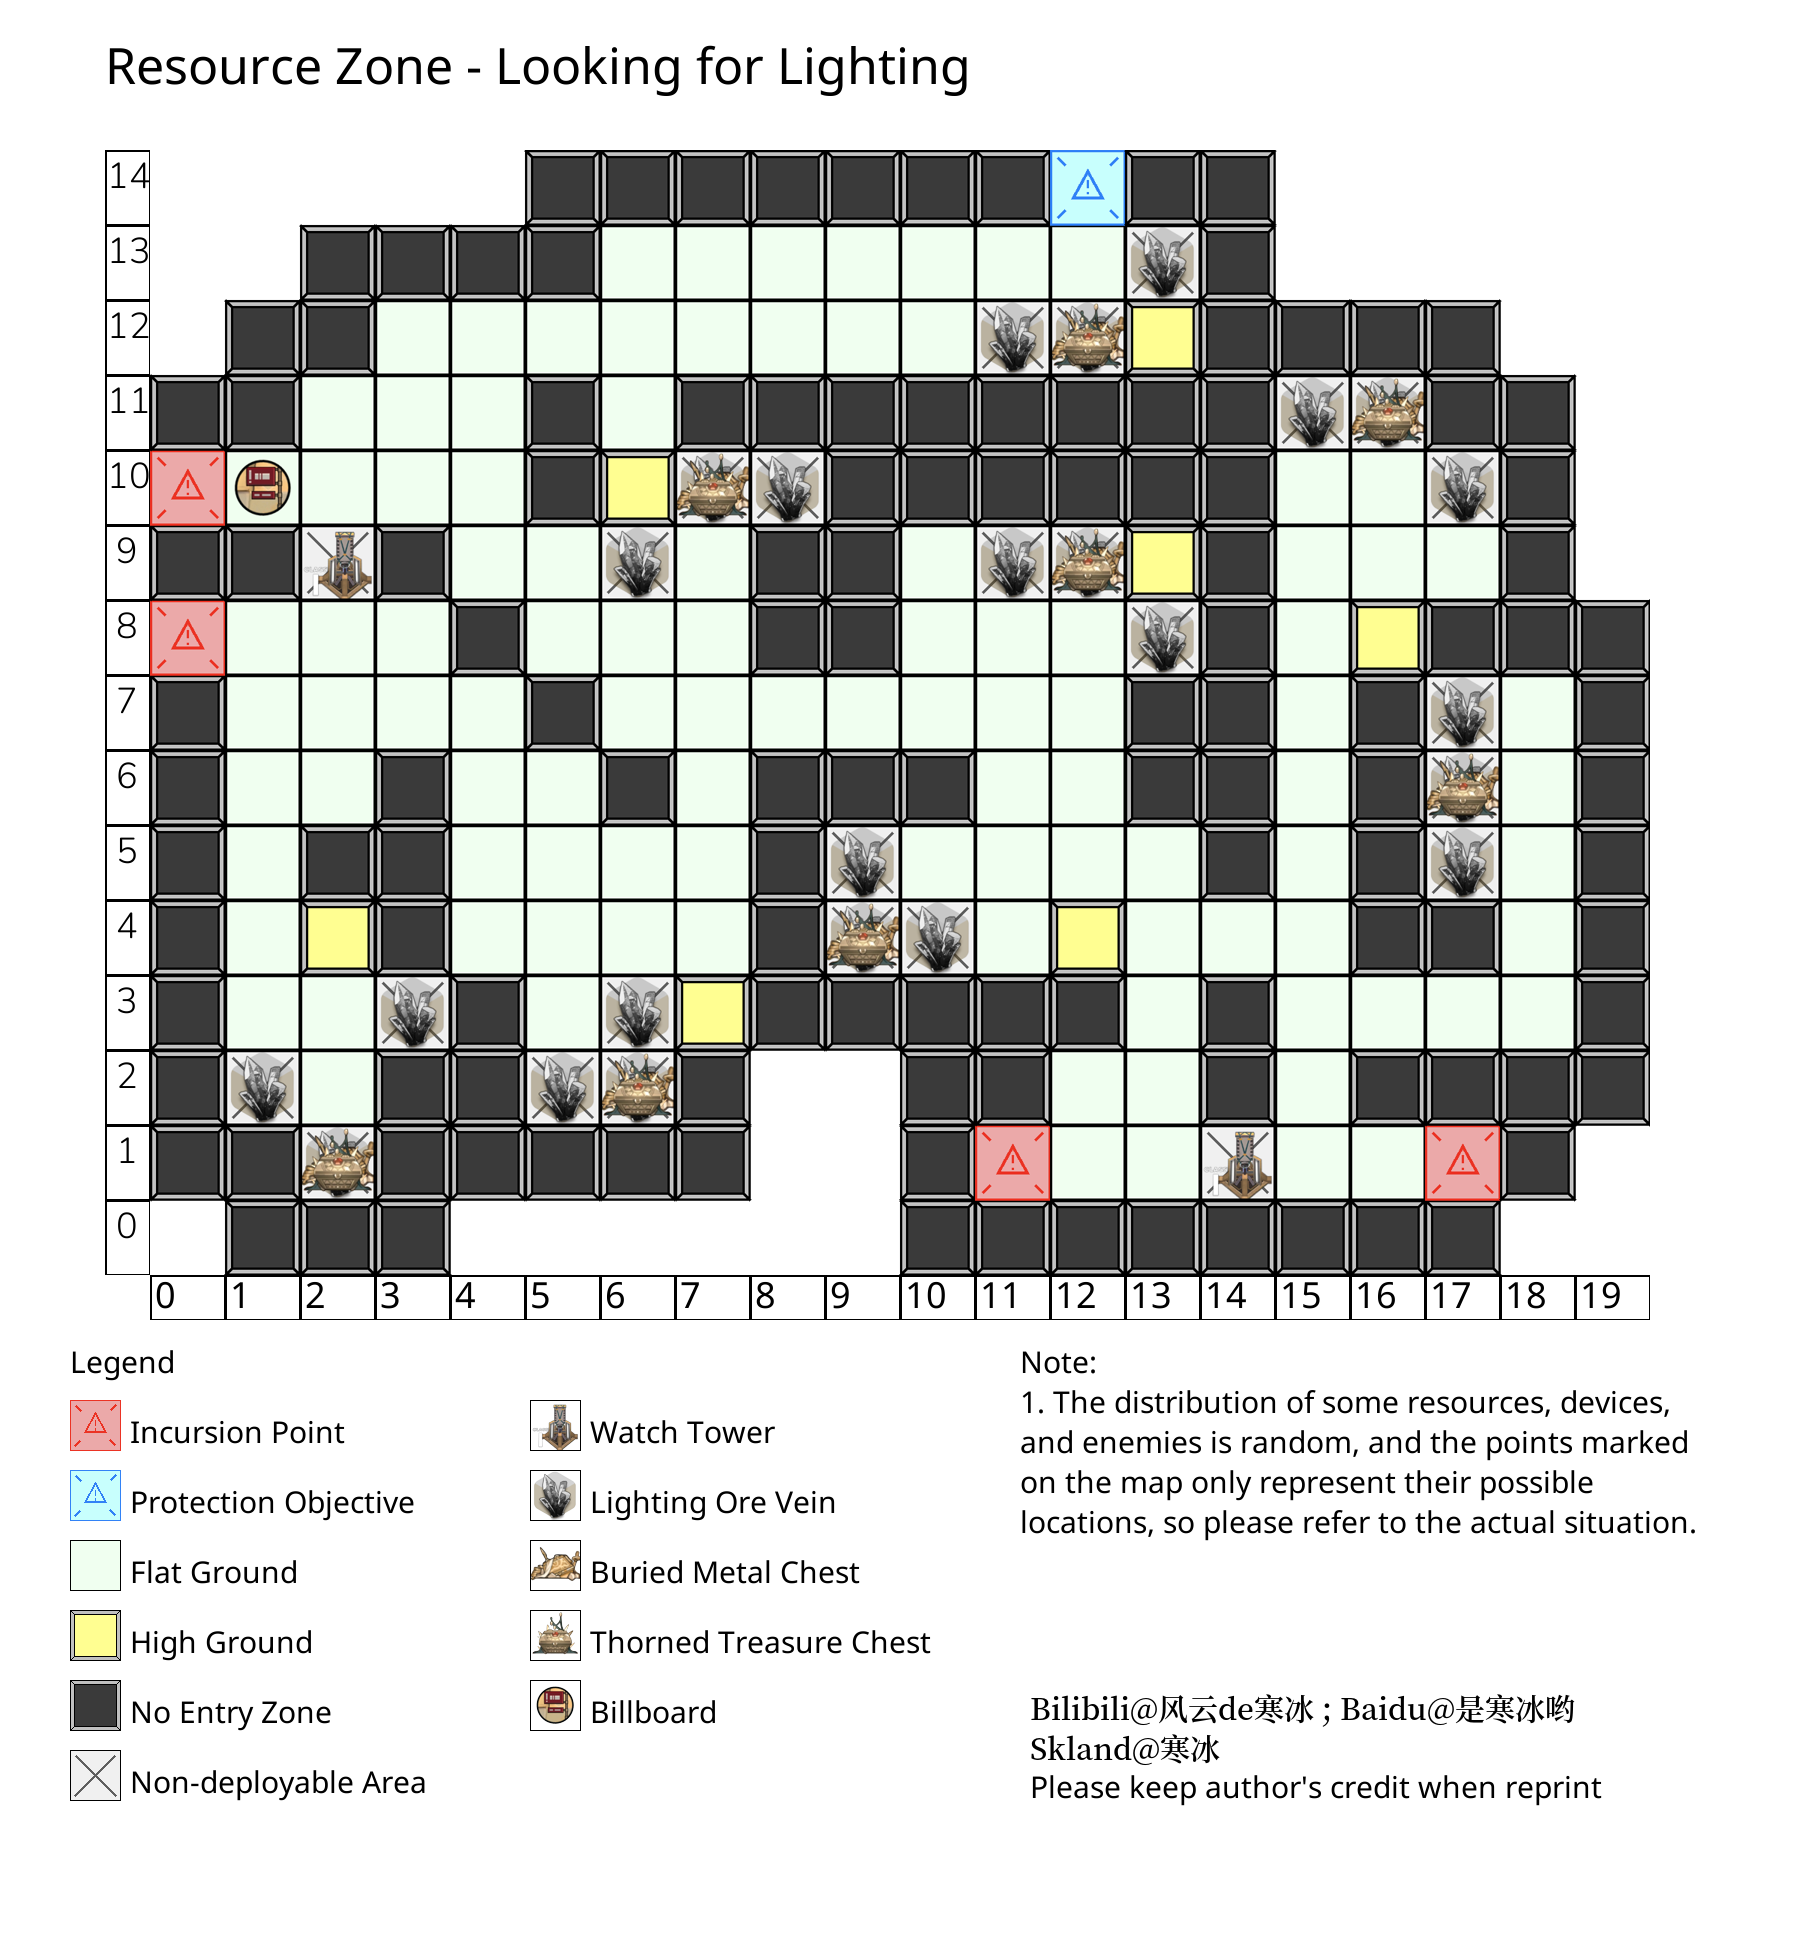 Resource Zone - Looking for Lighting
14
13
12
11
10
9
8
7
6
5
4
3
2
1
0
0 1 2 3 4 5 6 7 8 9 10 11 12 13 14 15 16 17 18 19
Legend
Incursion Point
Protection Objective
Flat Ground
High Ground
No Entry Zone
Non-deployable Area
Watch Tower
Lighting Ore Vein
Buried Metal Chest
Thorned Treasure Chest
Billboard
Note:
1. The distribution of some resources, devices,
and enemies is random, and the points marked
on the map only represent their possible
locations, so please refer to the actual situation.
Bilibili@风云de寒冰 ; Baidu@是寒冰哟
Skland@寒冰
Please keep author's credit when reprint